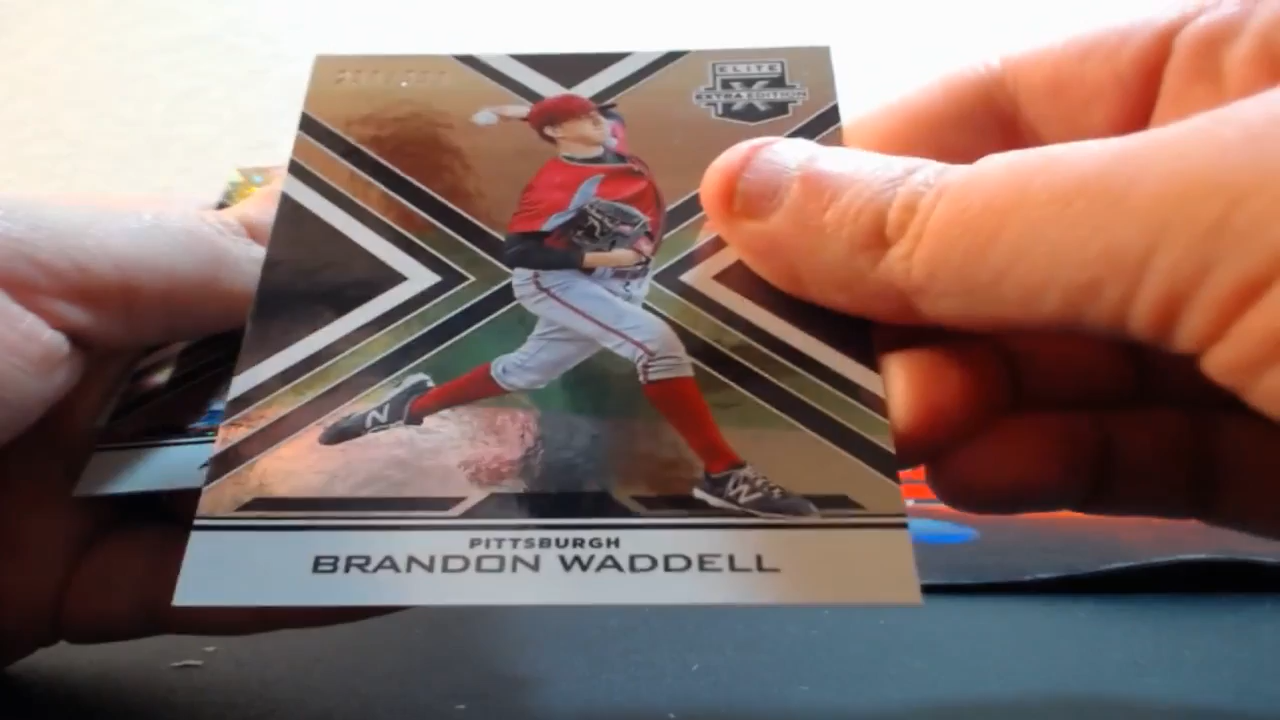 ELITE
EXTRA EDITION
N
N
PITTSBURGH
BRANDON WADDELL